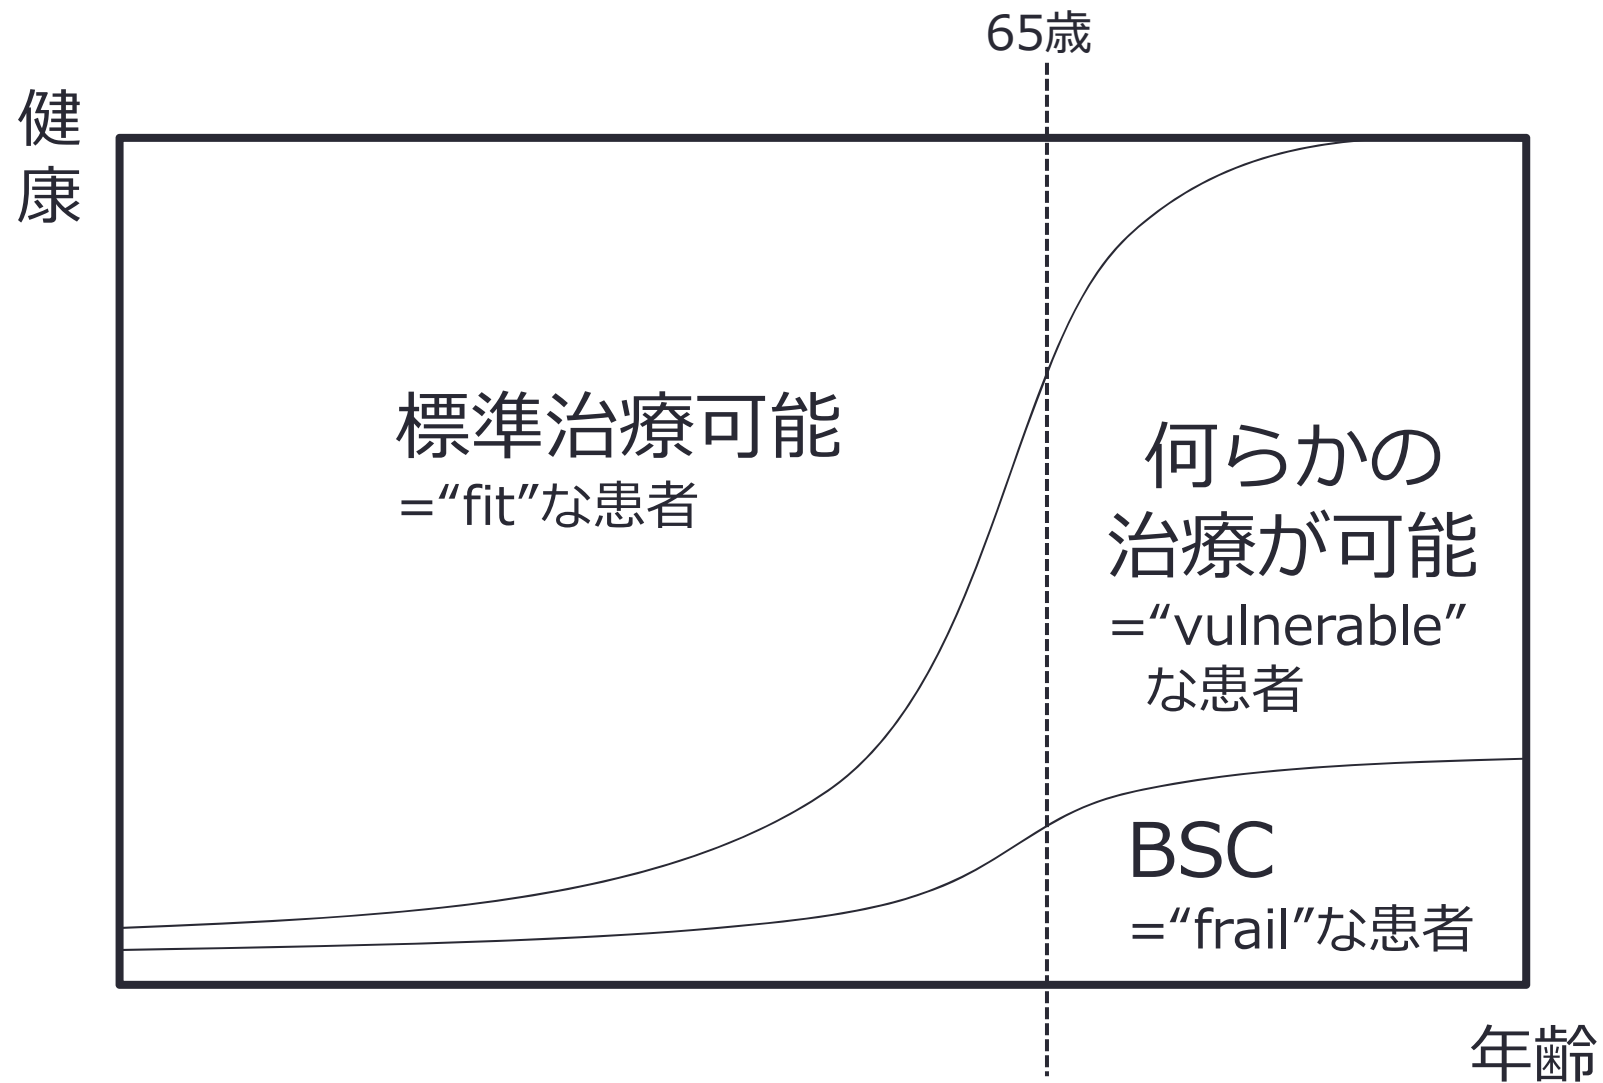 65歳
健
康
標準治療可能
=“fit”な患者
何らかの
治療が可能
=“vulnerable”
な患者
BSC
=“frail”な患者
年齢